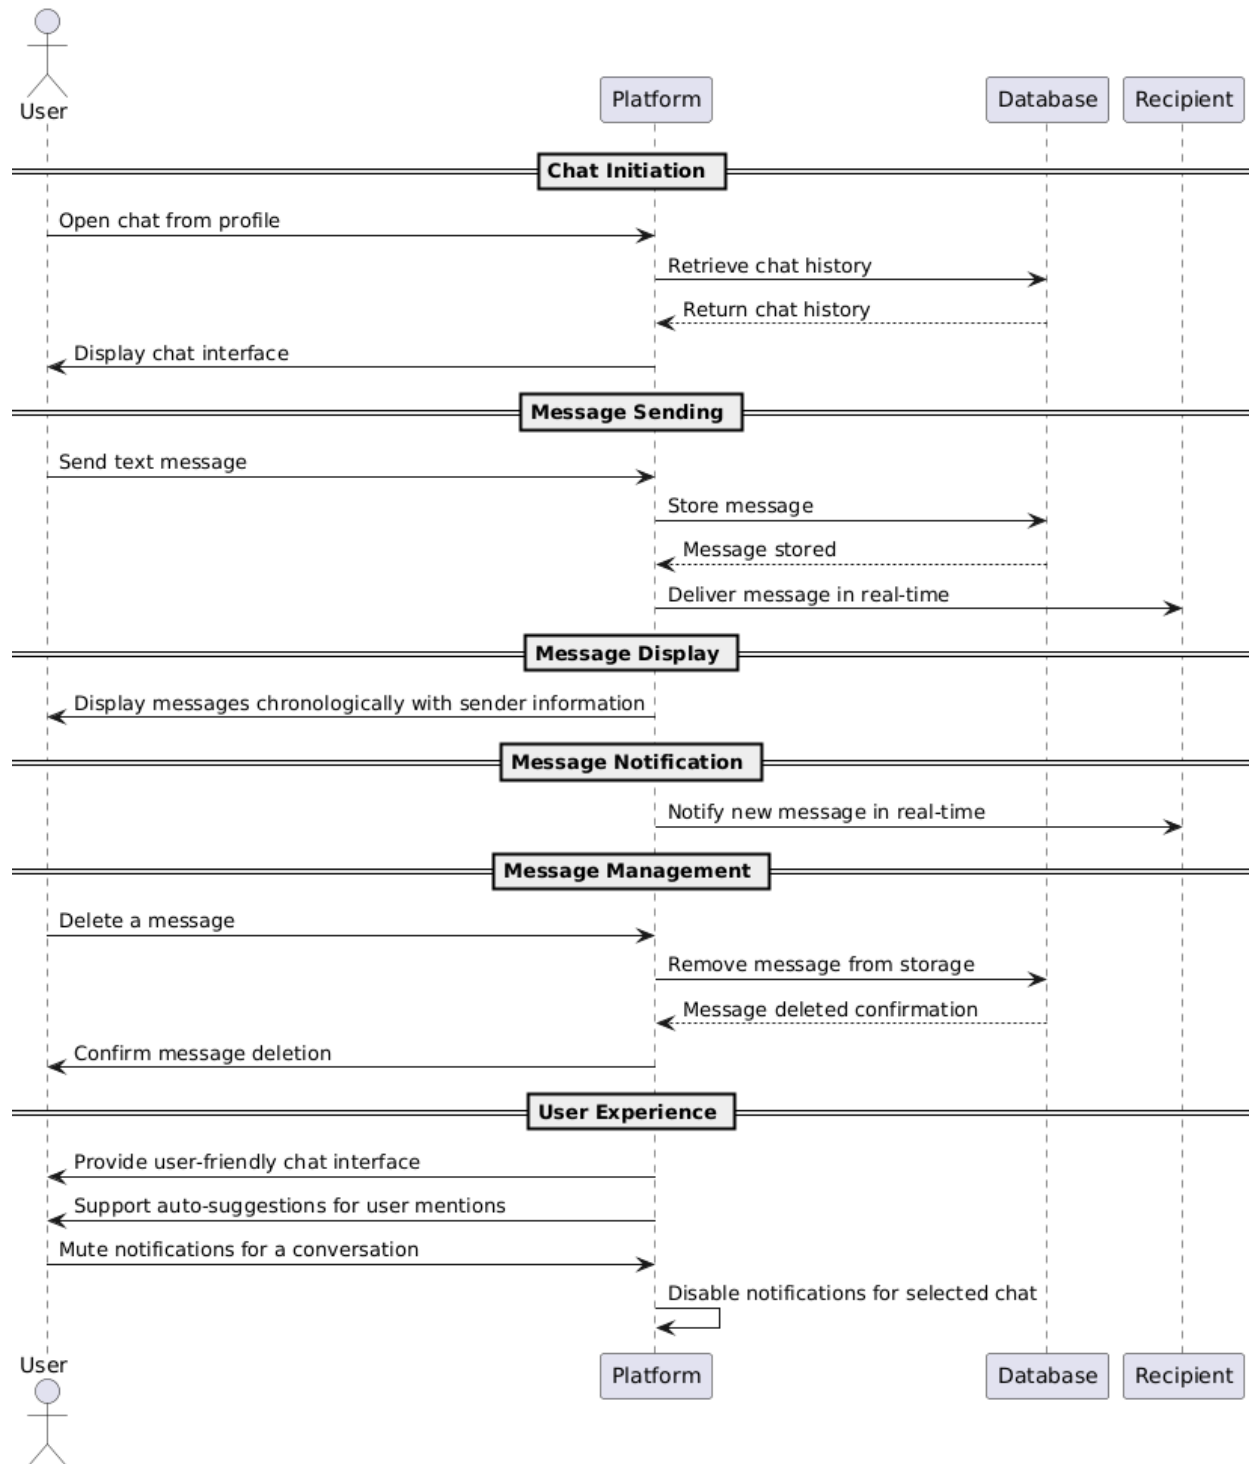 User
Platform
Database
Recipient
Chat Initiation
Open chat from profile
Retrieve chat history
Return chat history
Display chat interface
Message Sending
Send text message
Store message
Message stored
Deliver message in real-time
Message Display
Display messages chronologically with sender information
Message Notification
Notify new message in real-time
Message Management
Delete a message
Remove message from storage
Message deleted confirmation
Confirm message deletion
User Experience
Provide user-friendly chat interface
Support auto-suggestions for user mentions
Mute notifications for a conversation
Disable notifications for selected chat
User
Platform
Database
Recipient